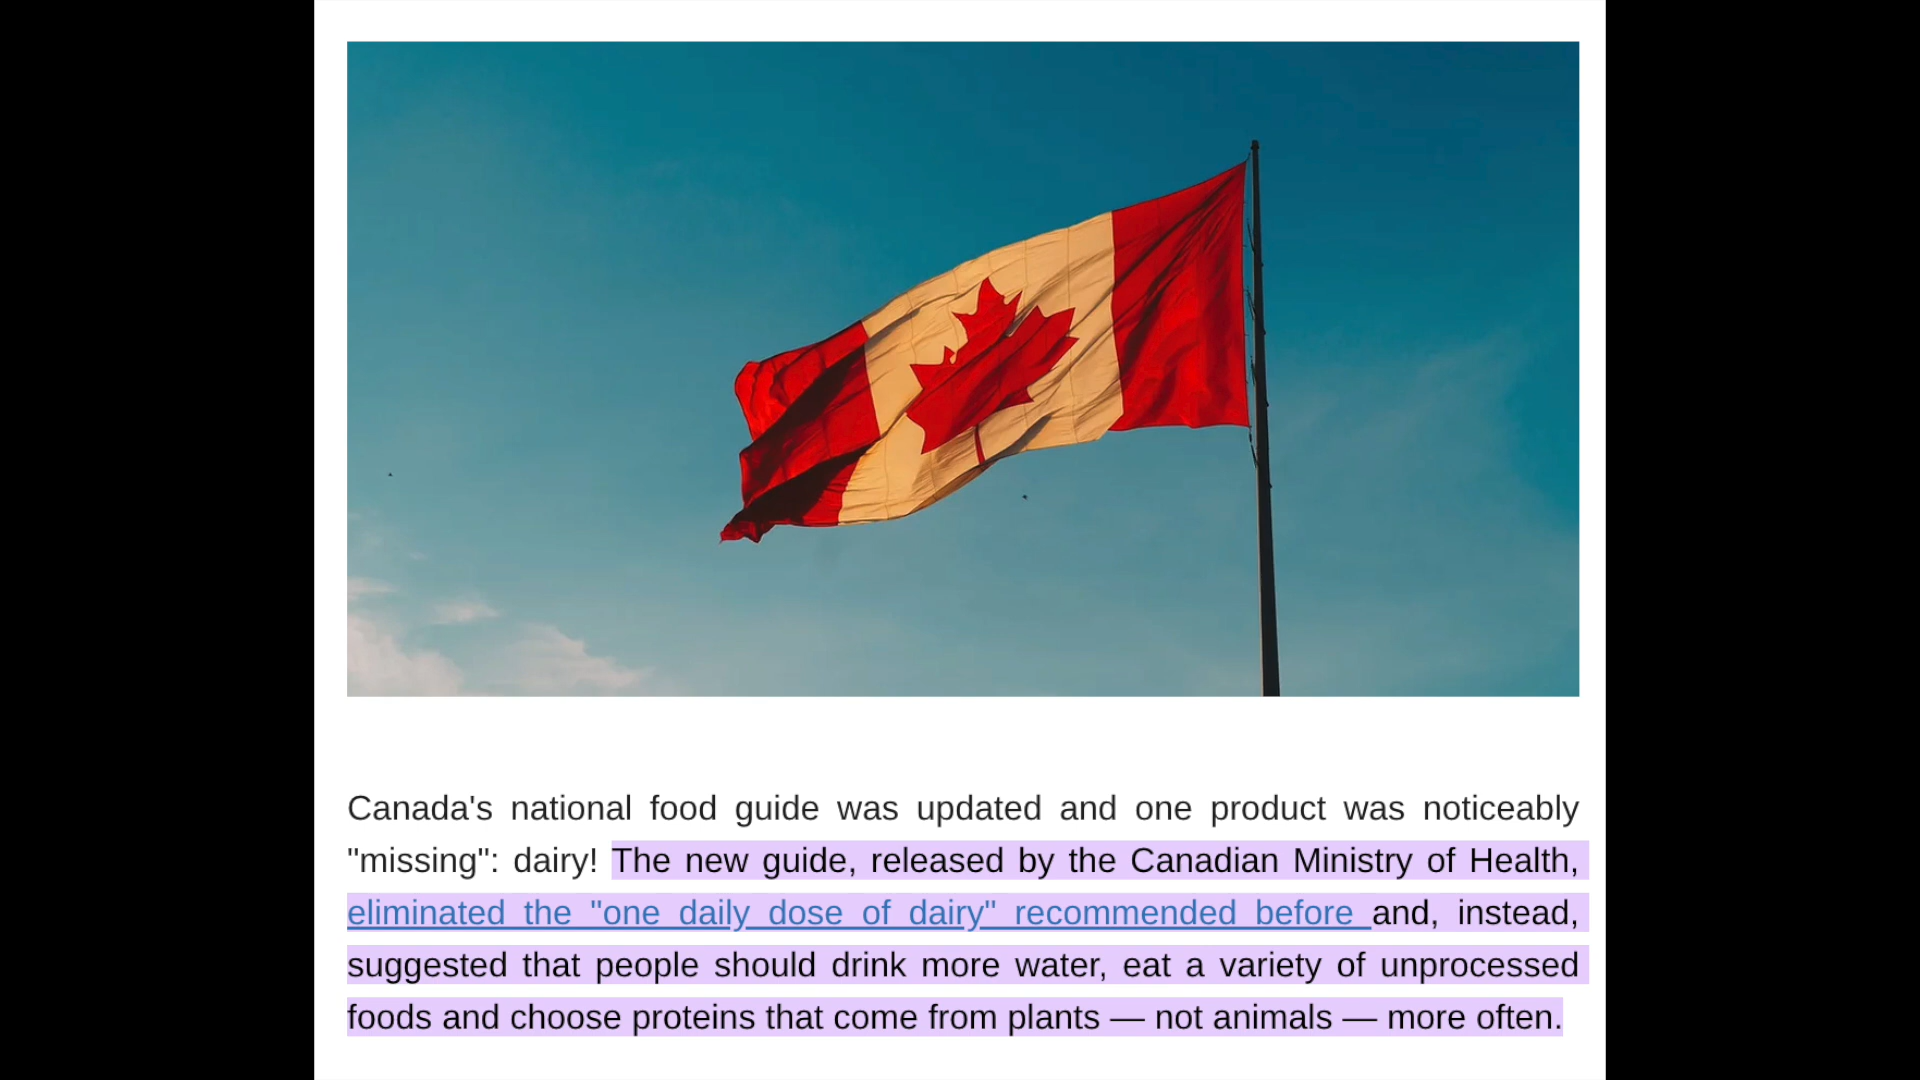 Canada's national food guide was updated and one product was noticeably
"missing": dairy! The new guide, released by the Canadian Ministry of Health,
eliminated the "one daily dose of dairy" recommended before and, instead,
suggested that people should drink more water, eat a variety of unprocessed
foods and choose proteins that come from plants — not animals — more often.